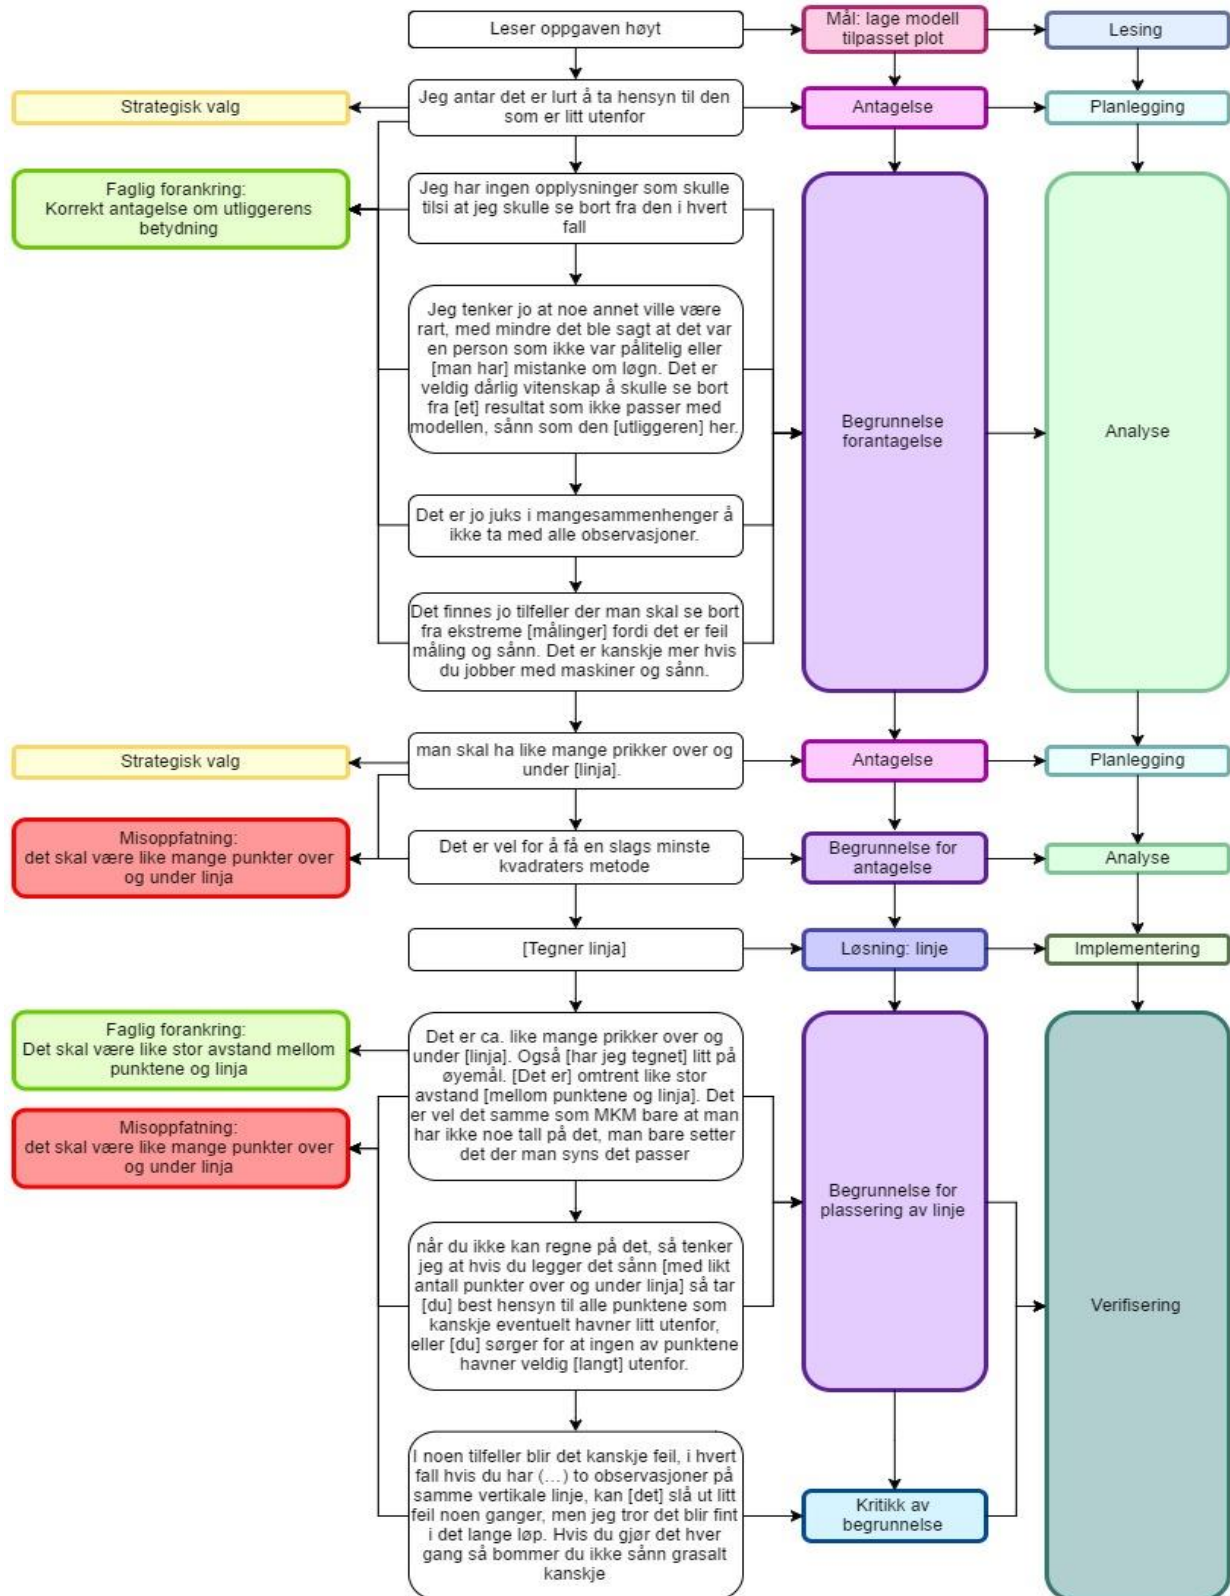 Leser oppgaven høyt
Mål: lage modell
tilpasset plot
Lesing
Strategisk valg
Jeg antar det er lurt å ta hensyn til den
som er litt utenfor
Antagelse
Planlegging
Faglig forankring:
Korrekt antagelse om utliggerens
betydning
Jeg har ingen opplysninger som skulle
tilsi at jeg skulle se bort fra den i hvert
fall
Jeg tenker jo at noe annet ville være
rart, med mindre det ble sagt at det var
en person som ikke var pålitelig eller
[man har] mistanke om løgn. Det er
veldig dårlig vitenskap å skulle se bort
fra [et] resultat som ikke passer med
modellen, sånn som den [utliggeren] her.
Det er jo juks i mangesammenhenger å
ikke ta med alle observasjoner.
Det finnes jo tilfeller der man skal se bort
fra ekstreme [målinger] fordi det er feil
måling og sånn. Det er kanskje mer hvis
du jobber med maskiner og sånn.
Begrunnelse
forantagelse
Analyse
Strategisk valg
man skal ha like mange prikker over og
under [linja].
Antagelse
Planlegging
Misoppfatning:
det skal være like mange punkter over
og under linja
Det er vel for å få en slags minste
kvadraters metode
Begrunnelse for
antagelse
Analyse
[Tegner linja]
Løsning: linje
Implementering
Faglig forankring:
Det skal være like stor avstand mellom
punktene og linja
Misoppfatning:
det skal være like mange punkter over
og under linja
Det er ca. like mange prikker over og
under [linja]. Også [har jeg tegnet] litt på
øyemål. [Det er] omtrent like stor
avstand [mellom punktene og linja]. Det
er vel det samme som MKM bare at man
har ikke noe tall på det, man bare setter
det der man syns det passer
når du ikke kan regne på det, så tenker
jeg at hvis du legger det sånn [med likt
antall punkter over og under linja] så tar
[du] best hensyn til alle punktene som
kanskje eventuelt havner litt utenfor,
eller [du] sørger for at ingen av punktene
havner veldig [langt] utenfor.
Begrunnelse for
plassering av linje
Verifisering
I noen tilfeller blir det kanskje feil, i hvert
fall hvis du har (…) to observasjoner på
samme vertikale linje, kan [det] slå ut litt
feil noen ganger, men jeg tror det blir fint
i det lange løp. Hvis du gjør det hver
gang så bommer du ikke sånn grasalt
kanskje
Kritikk av
begrunnelse